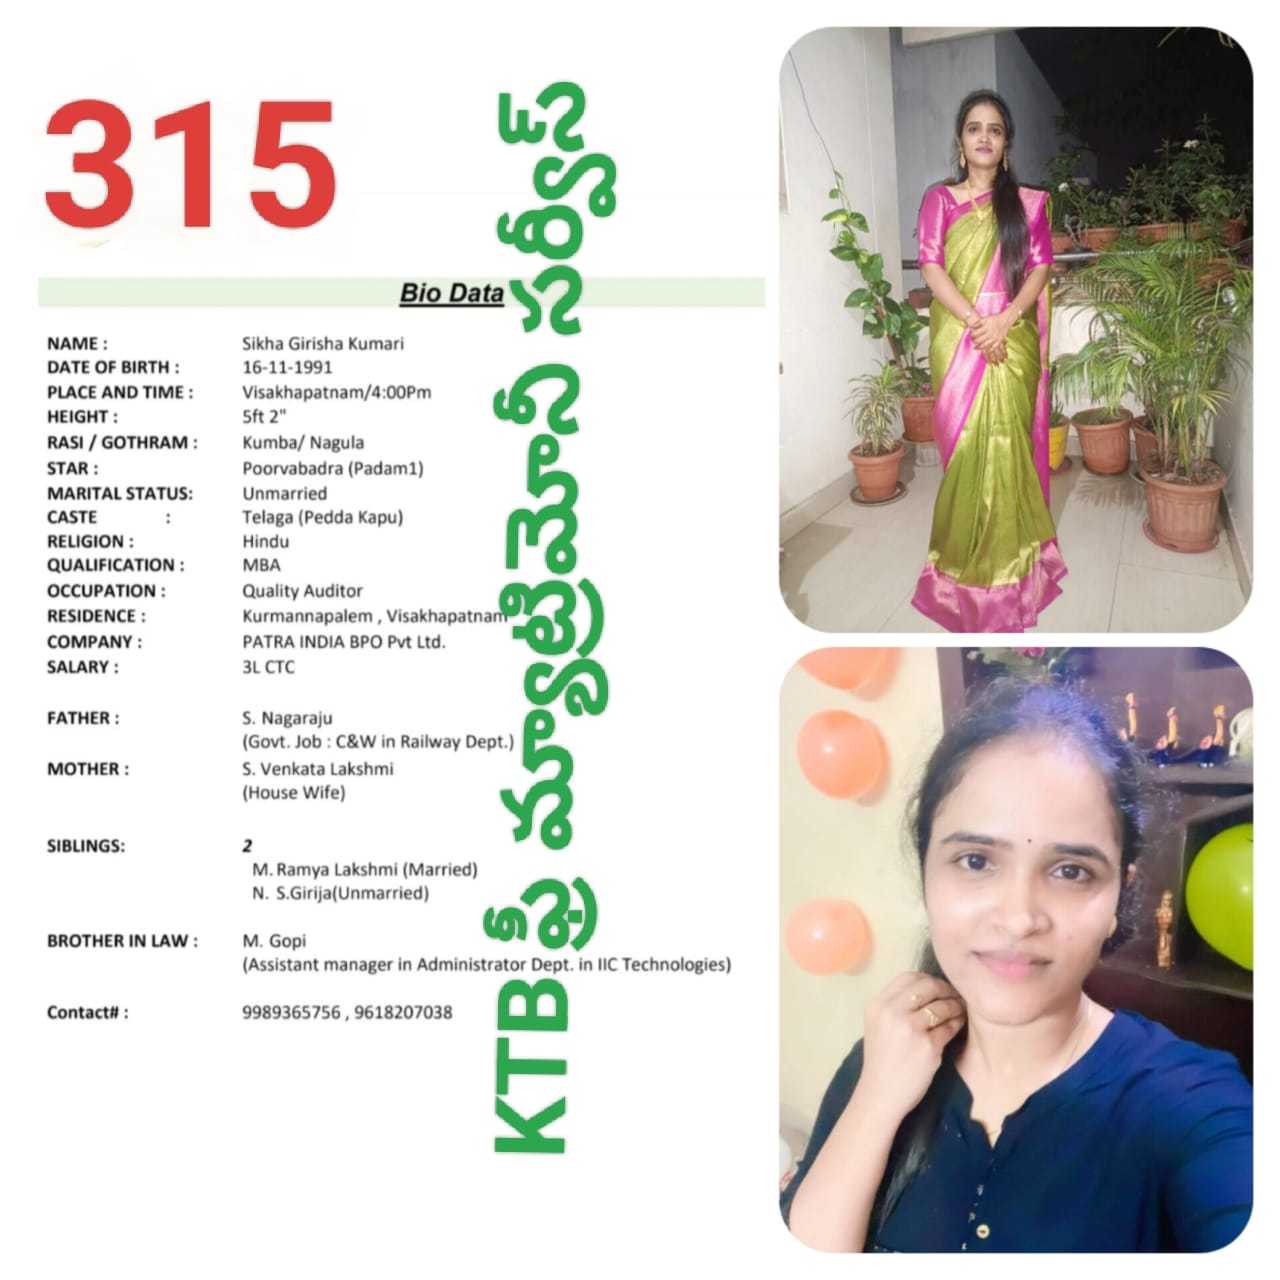 315
Bio Data
NAME : Sikha Girisha Kumari
DATE OF BIRTH : 16-11-1991
PLACE AND TIME : Visakhapatnam/4:00Pm
HEIGHT : 5ft 2"
RASI / GOTHRAM : Kumba/ Nagula
STAR : Poorvabadra (Padam1)
MARITAL STATUS: Unmarried
CASTE : Telaga (Pedda Kapu)
RELIGION : Hindu
QUALIFICATION : MBA
OCCUPATION : Quality Auditor
RESIDENCE : Kurmannapalem , Visakhapatnam
COMPANY : PATRA INDIA BPO Pvt Ltd.
SALARY : 3L CTC
FATHER : S. Nagaraju
(Govt. Job : C&W in Railway Dept.)
MOTHER : S. Venkata Lakshmi
(House Wife)
SIBLINGS: 2
M. Ramya Lakshmi (Married)
N. S.Girija(Unmarried)
BROTHER IN LAW : M. Gopi
(Assistant manager in Administrator Dept. in IIC Technologies)
Contact# : 9989365756 , 9618207038
KTB ఫ్రీ మ్యాట్రిమోనీ సర్వీస్